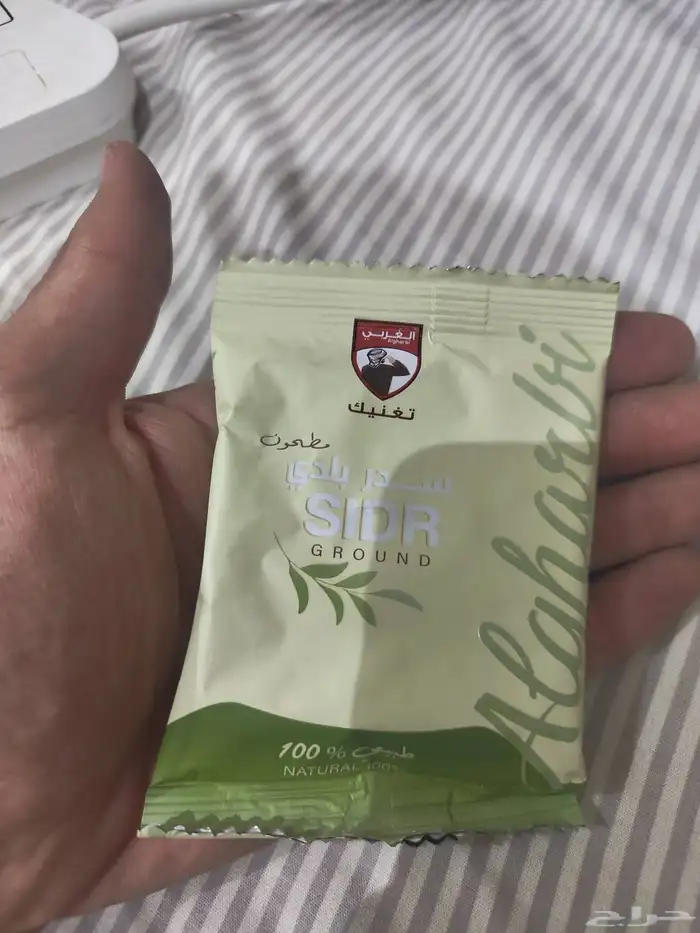 الغربي
Algharbi
تغنيك
مطحون
سدر بلدي
SIDR
GROUND
Algharbi
100 % طبيعي
NATURAL 100%
حراج